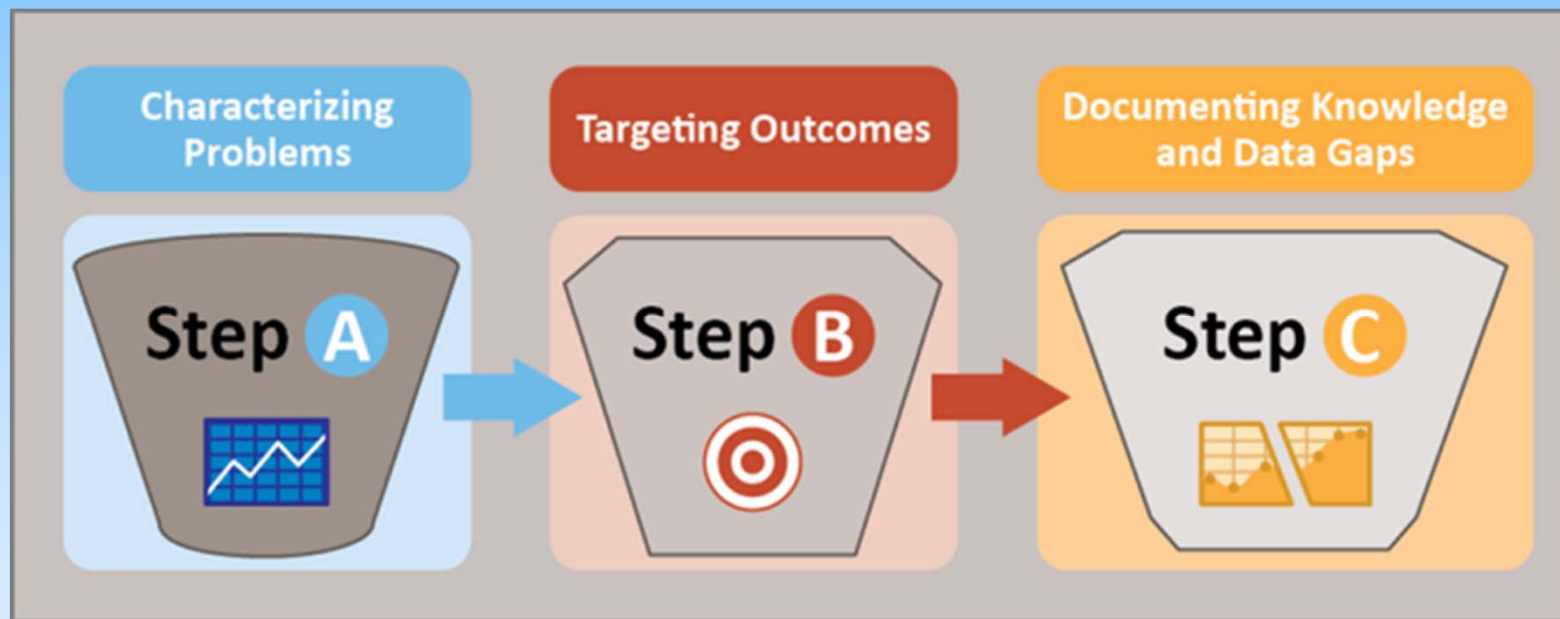 Characterizing
Problems
Targeting Outcomes
Documenting Knowledge
and Data Gaps
Step A
Step B
Step C